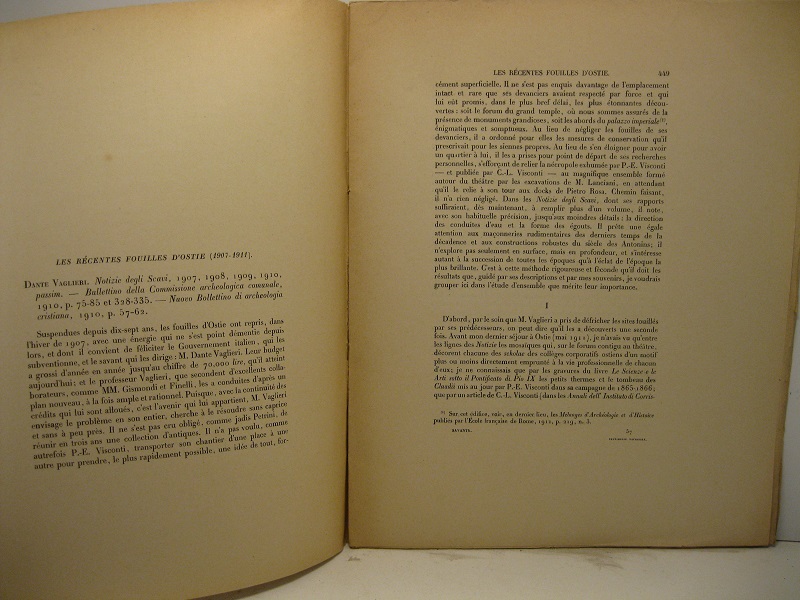 LES RÉCENTES FOUILLES D'OSTIE (1907-1911).
DANTE VAGLIERI. Notizie degli Scavi, 1907, 1908, 1909, 1910,
passim. — Bullettino della Commissione archeologica comunale,
1910, p. 75-85 et 328-335. — Nuovo Bollettino di archeologia
cristiana, 1910, p. 57-62.
Suspendues depuis dix-sept ans, les fouilles d'Ostie ont repris, dans
l'hiver de 1907, avec une énergie qui ne s'est point démentie depuis
lors, et dont il convient de féliciter le Gouvernement italien, qui les
subventionne, et le savant qui les dirige : M. Dante Vaglieri. Leur budget
a grossi d'année en année jusqu'au chiffre de 70,000 lire, qu'il atteint
aujourd'hui; et le professeur Vaglieri, que secondent d'excellents colla-
borateurs, comme MM. Gismondi et Finelli, les a conduites d'après un
plan nouveau, à la fois ample et rationnel. Puisque, avec la continuité des
crédits qui lui sont alloués, c'est l'avenir qui lui appartient, M. Vaglieri
envisage le problème en son entier, cherche à le résoudre sans caprice
et sans à peu près. Il ne s'est pas cru obligé, comme jadis Petrini, de
réunir en trois ans une collection d'antiques. Il n'a pas voulu, comme
autrefois P.-E. Visconti, transporter son chantier d'une place à une
autre pour prendre, le plus rapidement possible, une idée de tout, for-
LES RÉCENTES FOUILLES D'OSTIE. 449
cément superficielle. Il ne s'est pas enquis davantage de l'emplacement
intact et rare que ses devanciers avaient respecté par force et qui
lui eût promis, dans le plus bref délai, les plus étonnantes décou-
vertes : soit le forum du grand temple, où nous sommes assurés de la
présence de monuments grandioses, soit les abords du palazzo imperiale (1),
énigmatiques et somptueux. Au lieu de négliger les fouilles de ses
devanciers, il a ordonné pour elles les mesures de conservation qu'il
prescrivait pour les siennes propres. Au lieu de s'en éloigner pour avoir
un quartier à lui, il les a prises pour point de départ de ses recherches
personnelles, s'efforçant de relier la nécropole exhumée par P.-E. Visconti
— et publiée par C.-L. Visconti — au magnifique ensemble formé
autour du théâtre par les excavations de M. Lanciani, en attendant
qu'il le relie à son tour aux docks de Pietro Rosa. Chemin faisant,
il n'a rien négligé. Dans les Notizie degli Scavi, dont ses rapports
suffiraient, dès maintenant, à remplir plus d'un volume, il note,
avec son habituelle précision, jusqu'aux moindres détails : la direction
des conduites d'eau et la forme des égouts. Il prête une égale
attention aux maçonneries rudimentaires des derniers temps de la
décadence et aux constructions robustes du siècle des Antonins; il
n'explore pas seulement en surface, mais en profondeur, et s'intéresse
autant à la succession de toutes les époques qu'à l'éclat de l'époque la
plus brillante. C'est à cette méthode rigoureuse et féconde qu'il doit les
résultats que, guidé par ses descriptions et par mes souvenirs, je voudrais
grouper ici dans l'étude d'ensemble que mérite leur importance.
I
D'abord, par le soin que M. Vaglieri a pris de défricher les sites fouillés
par ses prédécesseurs, on peut dire qu'il les a découverts une seconde
fois. Avant mon dernier séjour à Ostie (mai 1911), je n'avais vu qu'entre
les lignes des Notizie les mosaïques qui, sur le forum contigu au théâtre,
décorent chacune des scholae des collèges corporatifs ostiens d'un motif
plus ou moins directement emprunté à la vie professionnelle de chacun
d'eux; je ne connaissais que par les gravures du livre Le Scienze e le
Arti sotto il Pontificato di Pio IX les petits thermes et le tombeau des
Claudii mis au jour par P.-E. Visconti dans sa campagne de 1865-1866;
que par un article de C.-L. Visconti (dans les Annali dell' Instituto di Corris-
(1) Sur cet édifice, voir, en dernier lieu, les Mélanges d'Archéologie et d'Histoire
publiés par l'École française de Rome, 1911, p. 219, n. 3.
SAVANTS. 57
IMPRIMERIE NATIONALE.